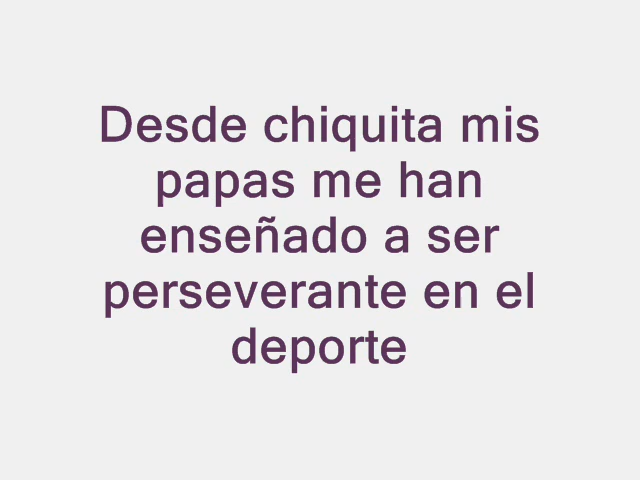 Desde chiquita mis
papas me han
enseñado a ser
perseverante en el
deporte